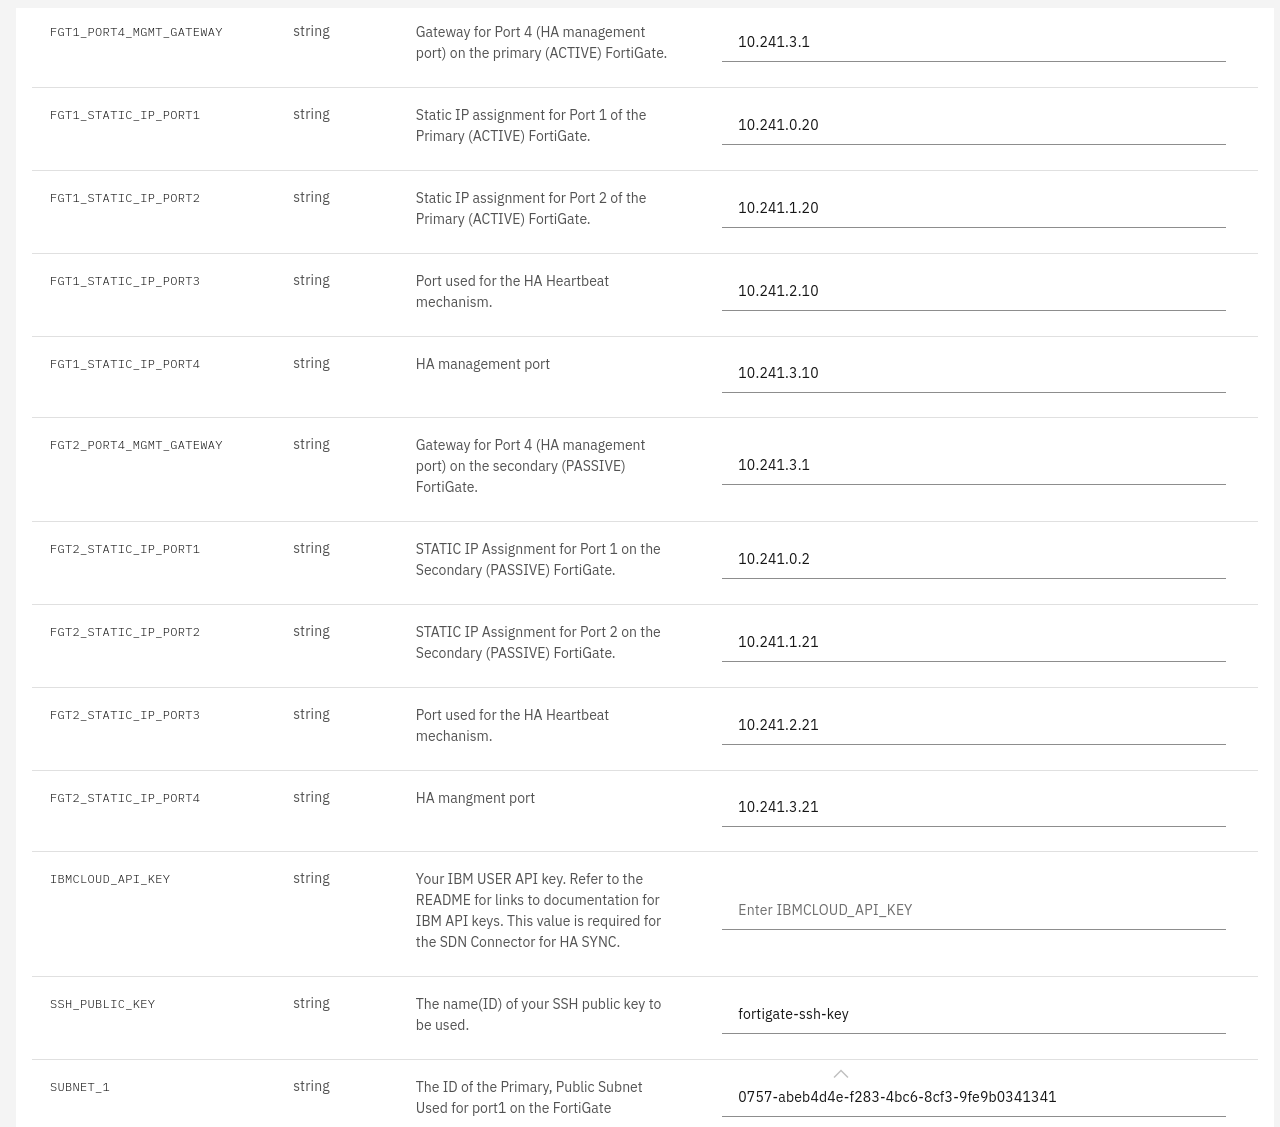 FGT1_PORT4_MGMT_GATEWAY string Gateway for Port 4 (HA management
port) on the primary (ACTIVE) FortiGate.
10.241.3.1
FGT1_STATIC_IP_PORT1 string Static IP assignment for Port 1 of the
Primary (ACTIVE) FortiGate.
10.241.0.20
FGT1_STATIC_IP_PORT2 string Static IP assignment for Port 2 of the
Primary (ACTIVE) FortiGate.
10.241.1.20
FGT1_STATIC_IP_PORT3 string Port used for the HA Heartbeat
mechanism.
10.241.2.10
FGT1_STATIC_IP_PORT4 string HA management port
10.241.3.10
FGT2_PORT4_MGMT_GATEWAY string Gateway for Port 4 (HA management
port) on the secondary (PASSIVE)
FortiGate.
10.241.3.1
FGT2_STATIC_IP_PORT1 string STATIC IP Assignment for Port 1 on the
Secondary (PASSIVE) FortiGate.
10.241.0.2
FGT2_STATIC_IP_PORT2 string STATIC IP Assignment for Port 2 on the
Secondary (PASSIVE) FortiGate.
10.241.1.21
FGT2_STATIC_IP_PORT3 string Port used for the HA Heartbeat
mechanism.
10.241.2.21
FGT2_STATIC_IP_PORT4 string HA mangment port
10.241.3.21
IBMCLOUD_API_KEY string Your IBM USER API key. Refer to the
README for links to documentation for
IBM API keys. This value is required for
the SDN Connector for HA SYNC.
Enter IBMCLOUD_API_KEY
SSH_PUBLIC_KEY string The name(ID) of your SSH public key to
be used.
fortigate-ssh-key
SUBNET_1 string The ID of the Primary, Public Subnet
Used for port1 on the FortiGate
0757-abeb4d4e-f283-4bc6-8cf3-9fe9b0341341